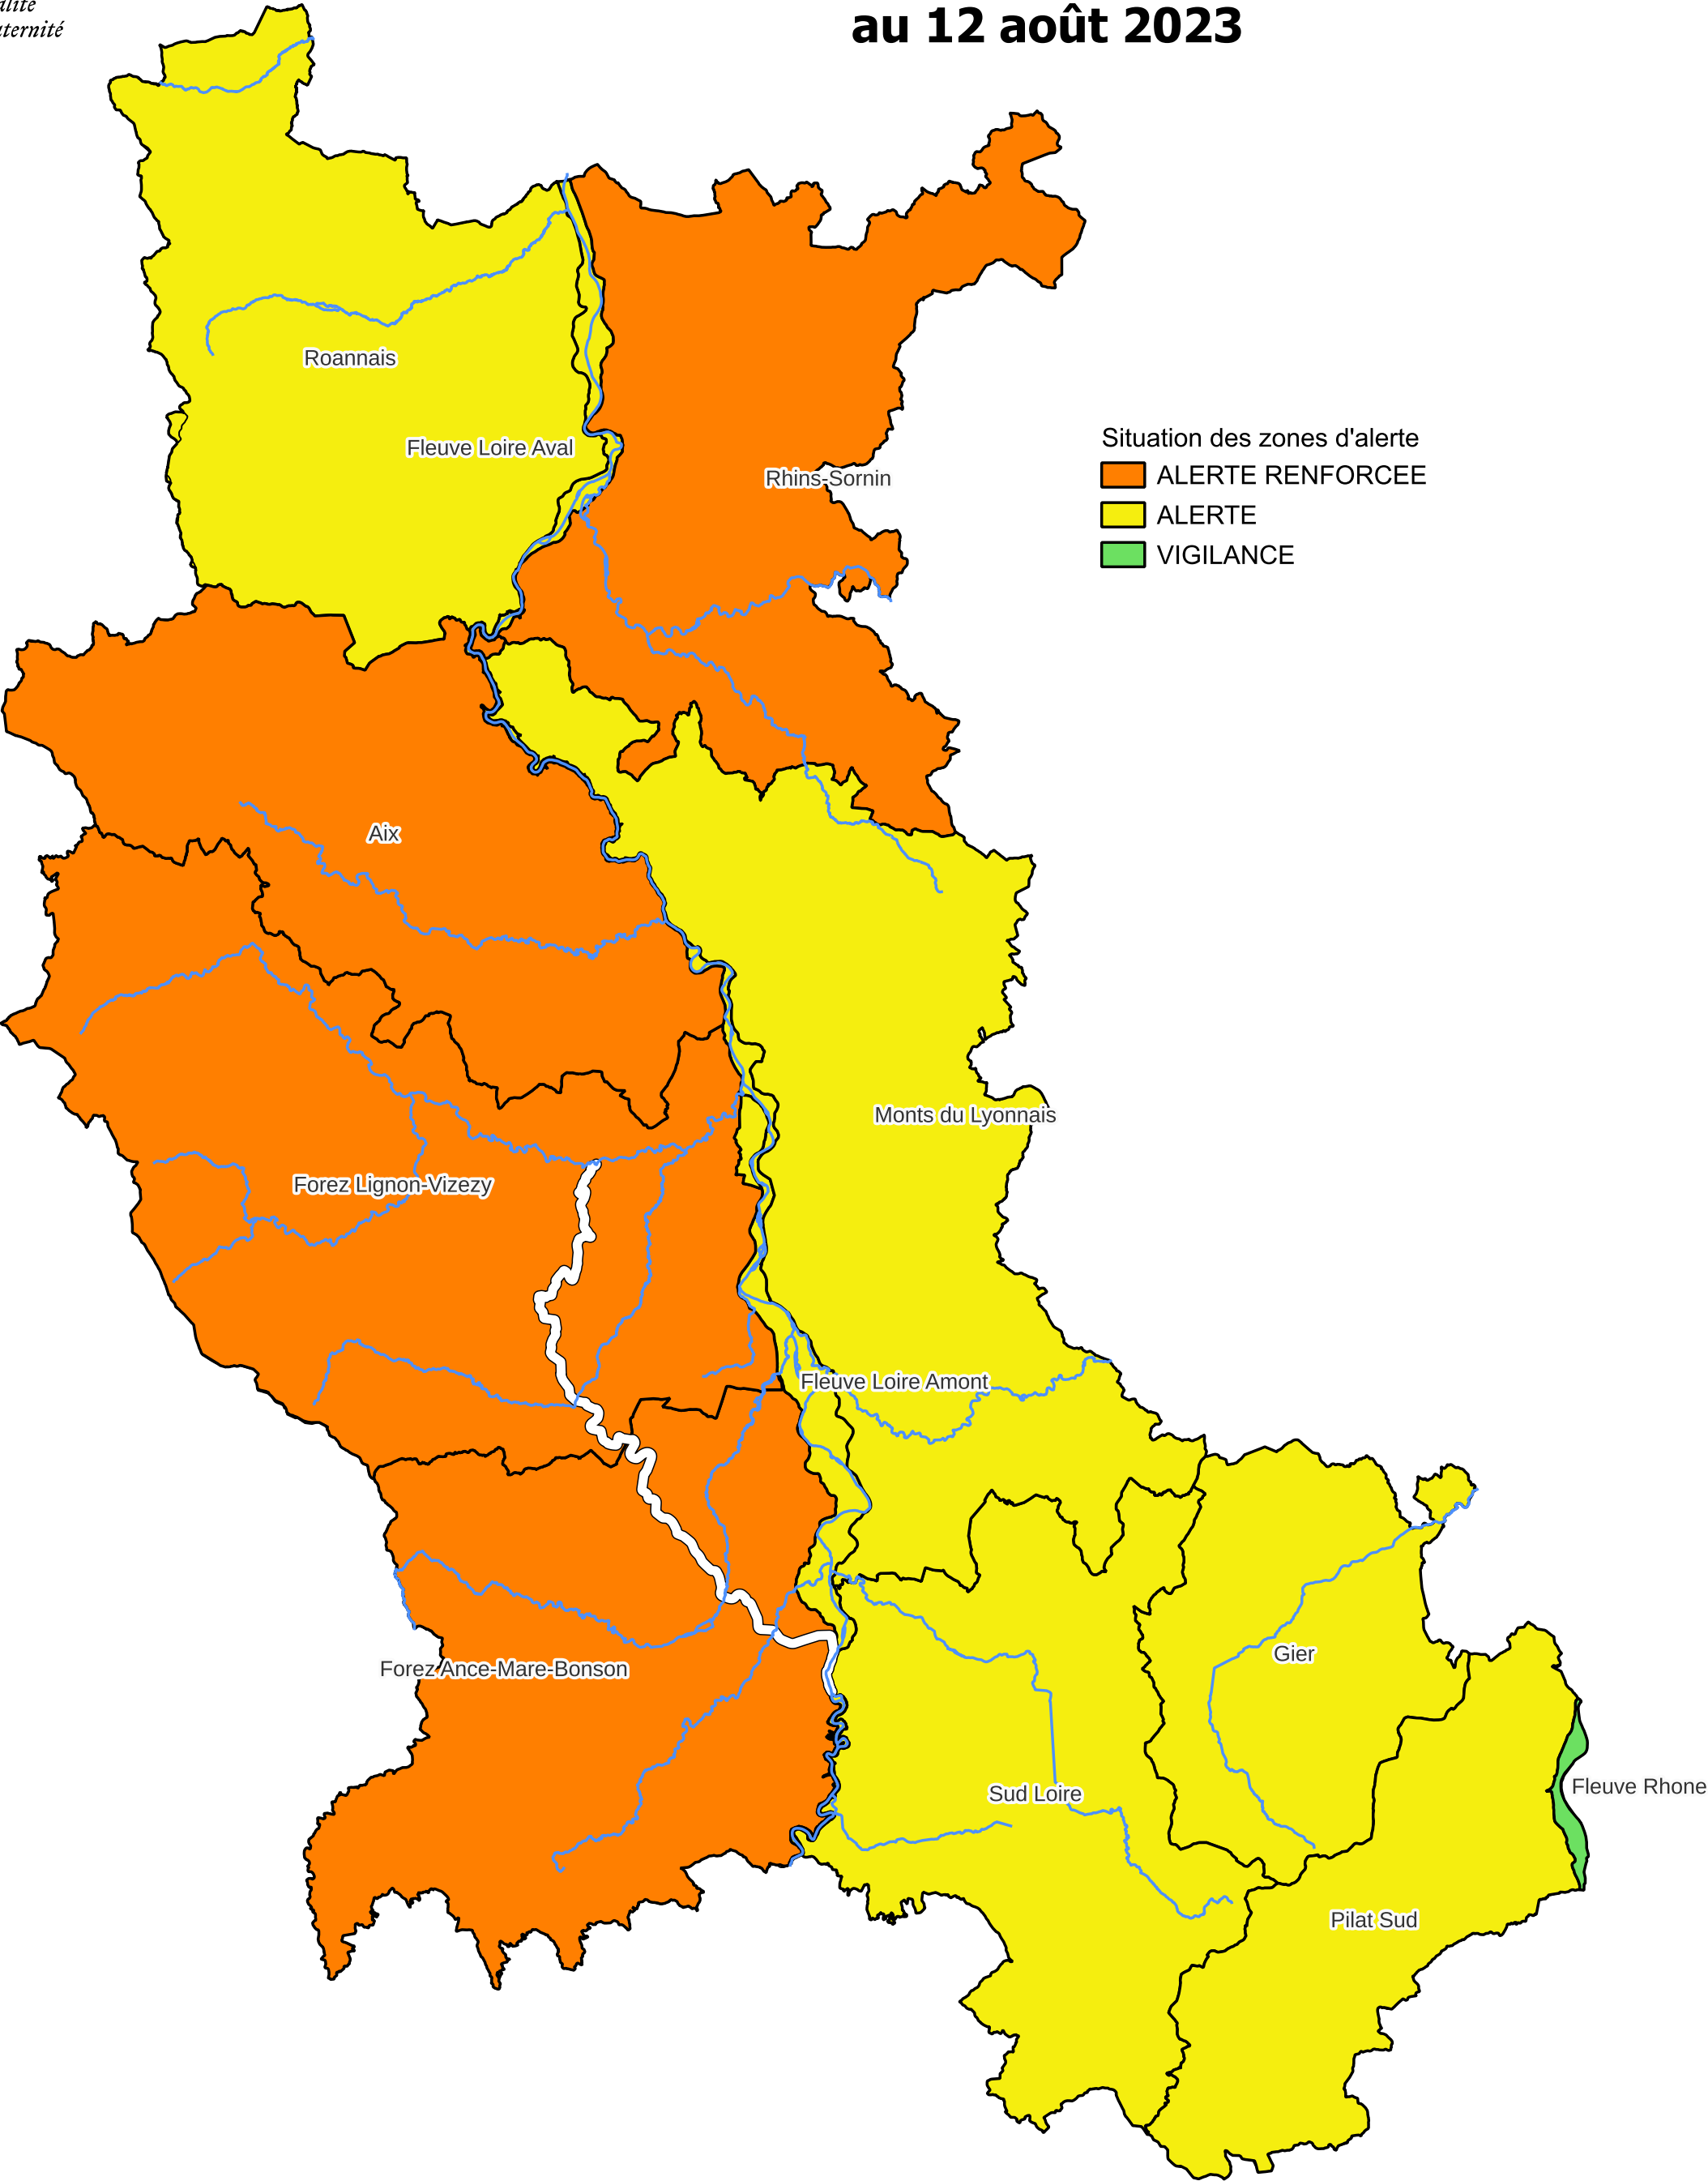 au 12 août 2023
Roannais
Fleuve Loire Aval
Situation des zones d'alerte
ALERTE RENFORCEE
ALERTE
VIGILANCE
Rhins-Sornin
Aix
Monts du Lyonnais
Forez Lignon-Vizezy
Fleuve Loire Amont
Gier
Forez Ance-Mare-Bonson
Fleuve Rhone
Sud Loire
Pilat Sud